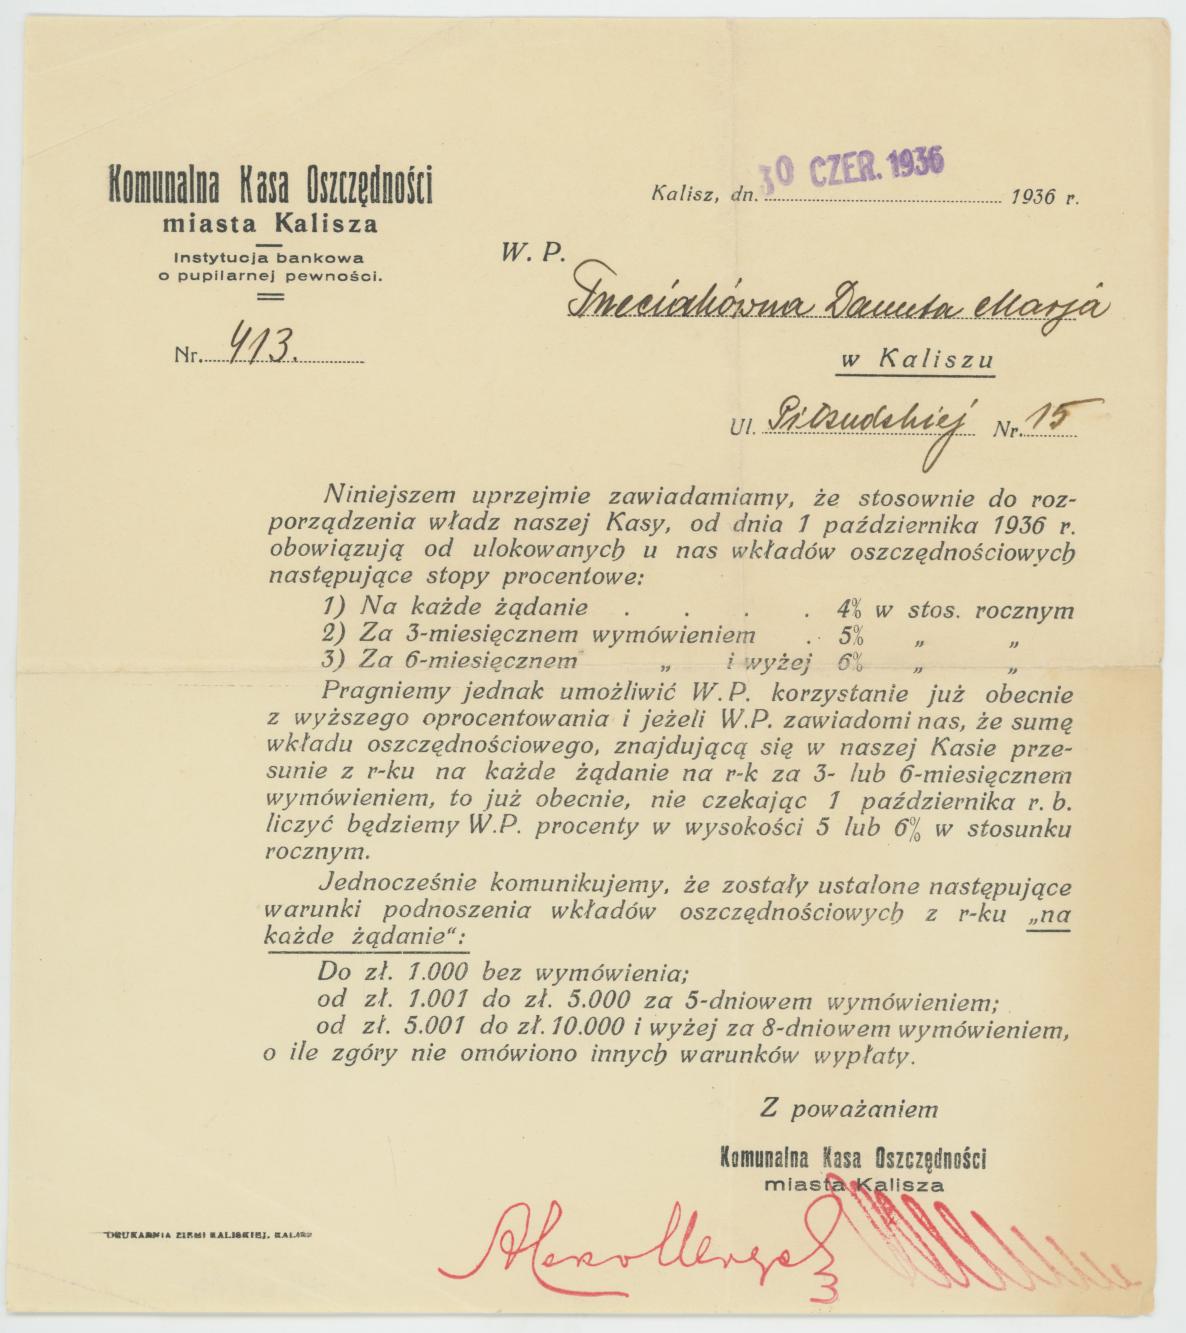 Komunalna Kasa Oszczędności
miasta Kalisza
Instytucja bankowa
o pupilarnej pewności.
Nr. 413.
30 CZER. 1936
Kalisz, dn. 1936 r.
W. P.
Trzeciakówna Danuta Marja
w Kaliszu
Ul. Piłsudskiej Nr. 15
Niniejszem uprzejmie zawiadamiamy, że stosownie do roz-
porządzenia władz naszej Kasy, od dnia 1 października 1936 r.
obowiązują od ulokowanych u nas wkładów oszczędnościowych
następujące stopy procentowe:
1) Na każde żądanie . . . . 4% w stos. rocznym
2) Za 3-miesięcznem wymówieniem . 5% „ „
3) Za 6-miesięcznem „ i wyżej 6% „ „
Pragniemy jednak umożliwić W.P. korzystanie już obecnie
z wyższego oprocentowania i jeżeli W.P. zawiadomi nas, że sumę
wkładu oszczędnościowego, znajdującą się w naszej Kasie prze-
sunie z r-ku na każde żądanie na r-k za 3- lub 6-miesięcznem
wymówieniem, to już obecnie, nie czekając 1 października r. b.
liczyć będziemy W.P. procenty w wysokości 5 lub 6% w stosunku
rocznym.
Jednocześnie komunikujemy, że zostały ustalone następujące
warunki podnoszenia wkładów oszczędnościowych z r-ku „na
każde żądanie“:
Do zł. 1.000 bez wymówienia;
od zł. 1.001 do zł. 5.000 za 5-dniowem wymówieniem;
od zł. 5.001 do zł. 10.000 i wyżej za 8-dniowem wymówieniem,
o ile zgóry nie omówiono innych warunków wypłaty.
Z poważaniem
Komunalna Kasa Oszczędności
miasta Kalisza
DRUKARNIA ZIEMI KALISKIEJ, KALISZ